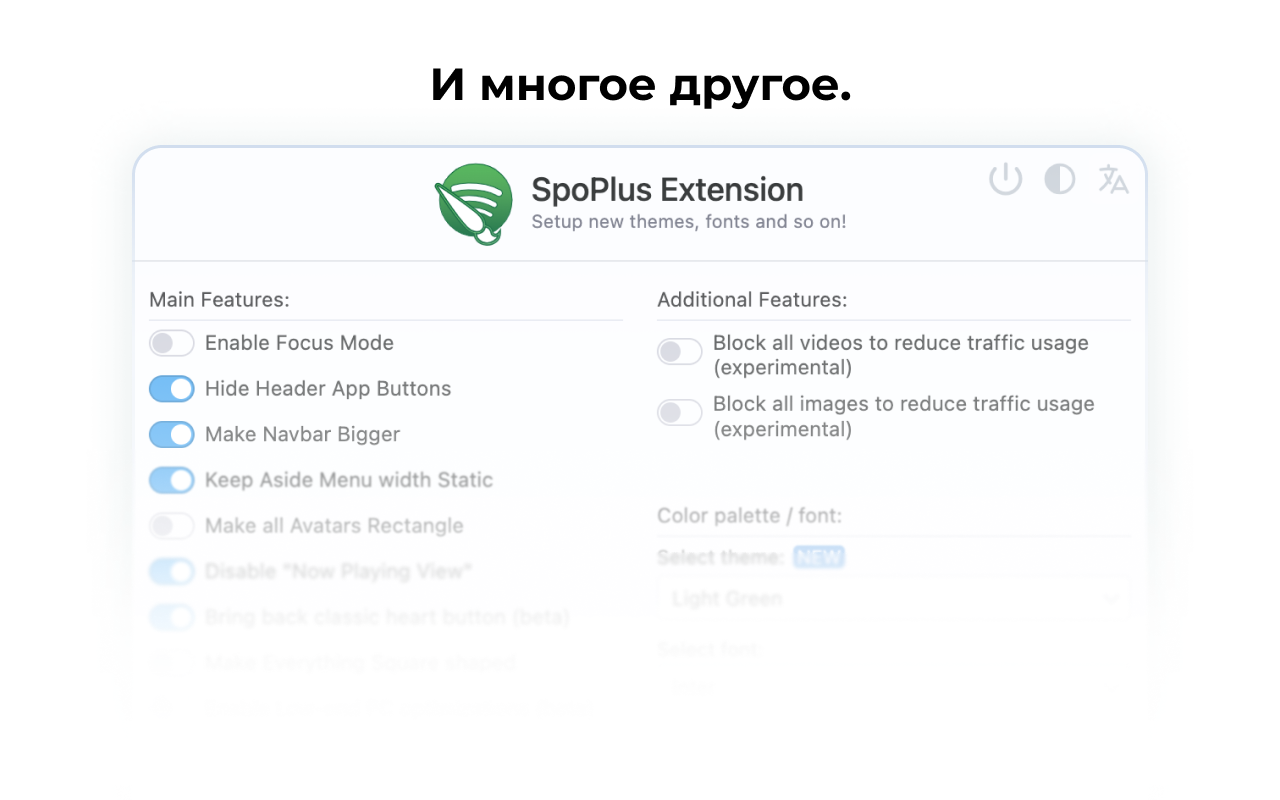 И многое другое.
SpoPlus Extension
Setup new themes, fonts and so on!
Main Features:
Enable Focus Mode
Hide Header App Buttons
Make Navbar Bigger
Keep Aside Menu width Static
Make all Avatars Rectangle
Disable "Now Playing View"
Bring back classic heart button (beta)
Make Everything Square shaped
Additional Features:
Block all videos to reduce traffic usage
(experimental)
Block all images to reduce traffic usage
(experimental)
Color palette / font:
Select theme: NEW
Light Green
Select font: